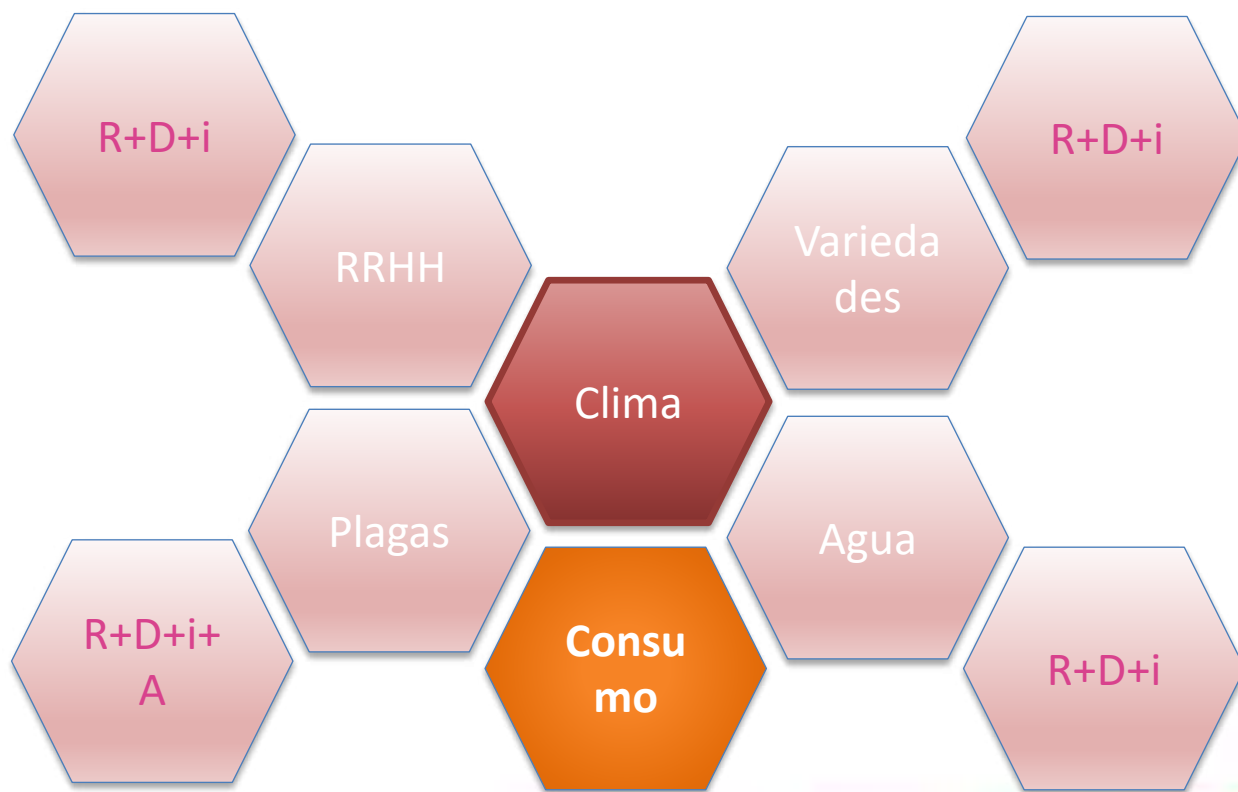 R+D+i
R+D+i
RRHH
Varieda
des
Clima
Plagas
Agua
R+D+i+
A
Consu
mo
R+D+i